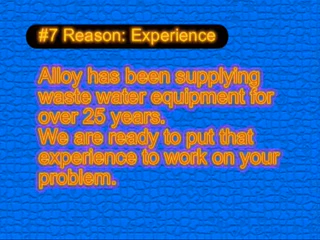 #7 Reason: Experience
Alloy has been supplying
waste water equipment for
over 25 years.
We are ready to put that
experience to work on your
problem.